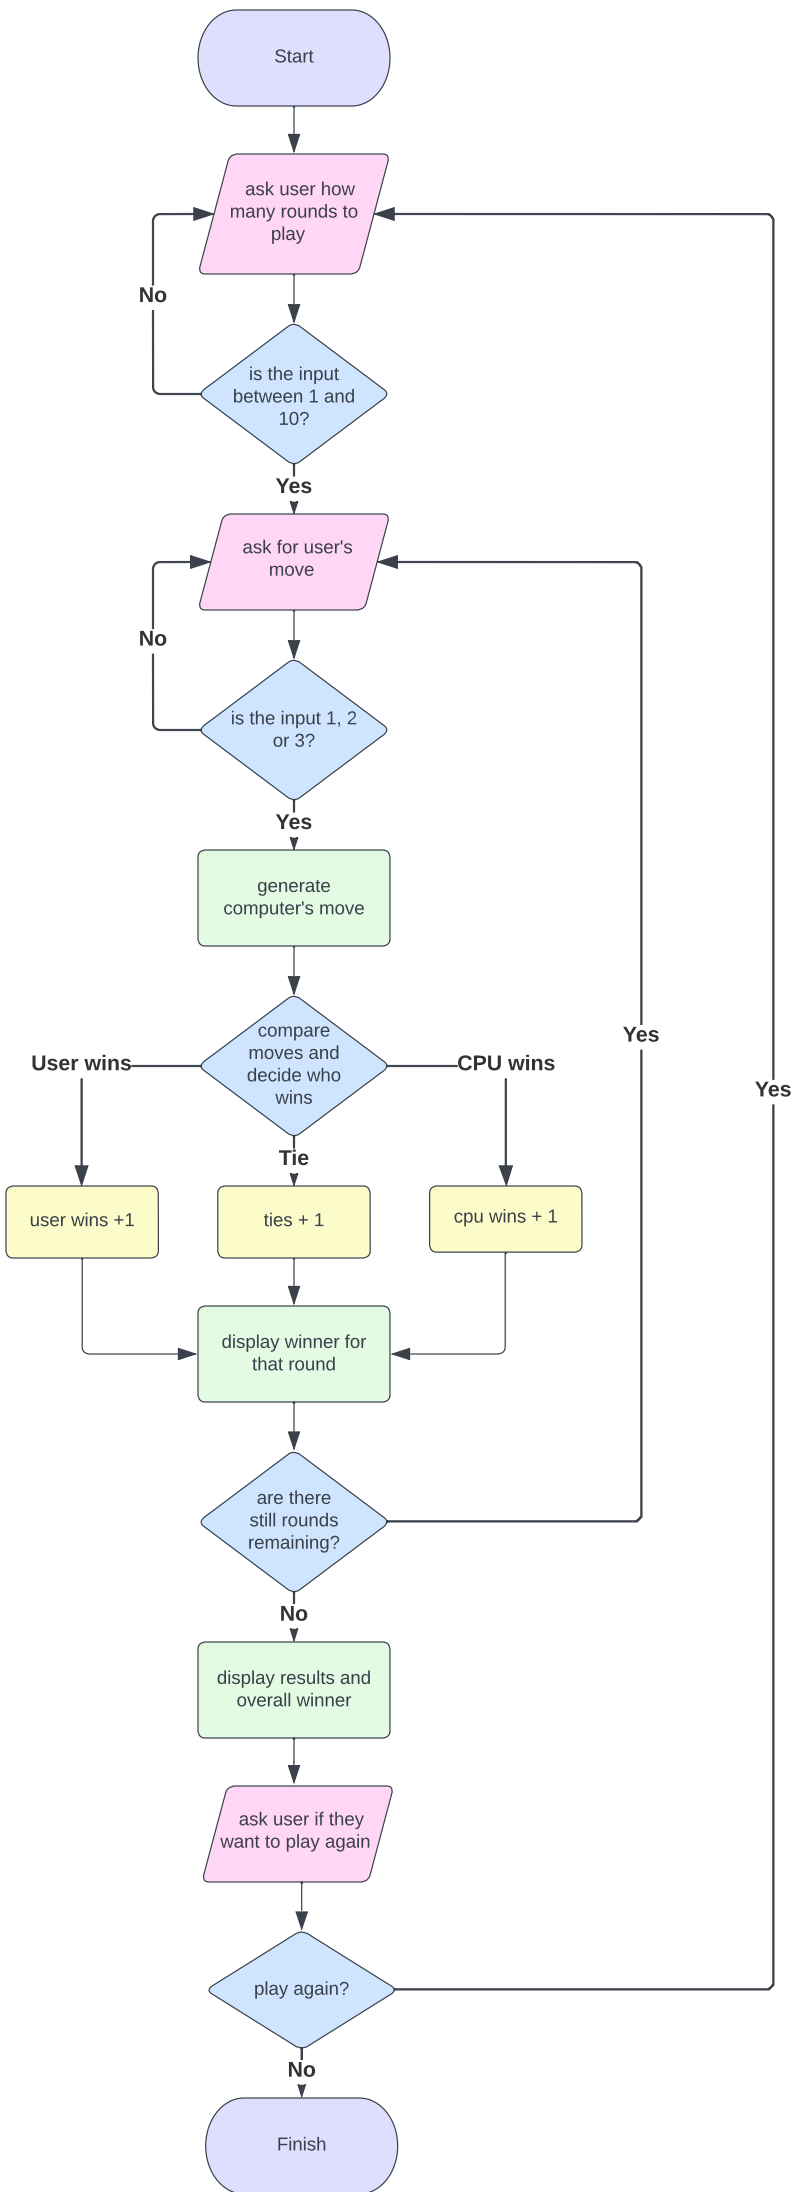 Start
ask user how
many rounds to
play
No
is the input
between 1 and
10?
Yes
ask for user's
move
No
is the input 1, 2
or 3?
Yes
generate
computer's move
compare
moves and
decide who
wins
User wins
CPU wins
Tie
Yes
Yes
user wins +1
ties + 1
cpu wins + 1
display winner for
that round
are there
still rounds
remaining?
No
display results and
overall winner
ask user if they
want to play again
play again?
No
Finish